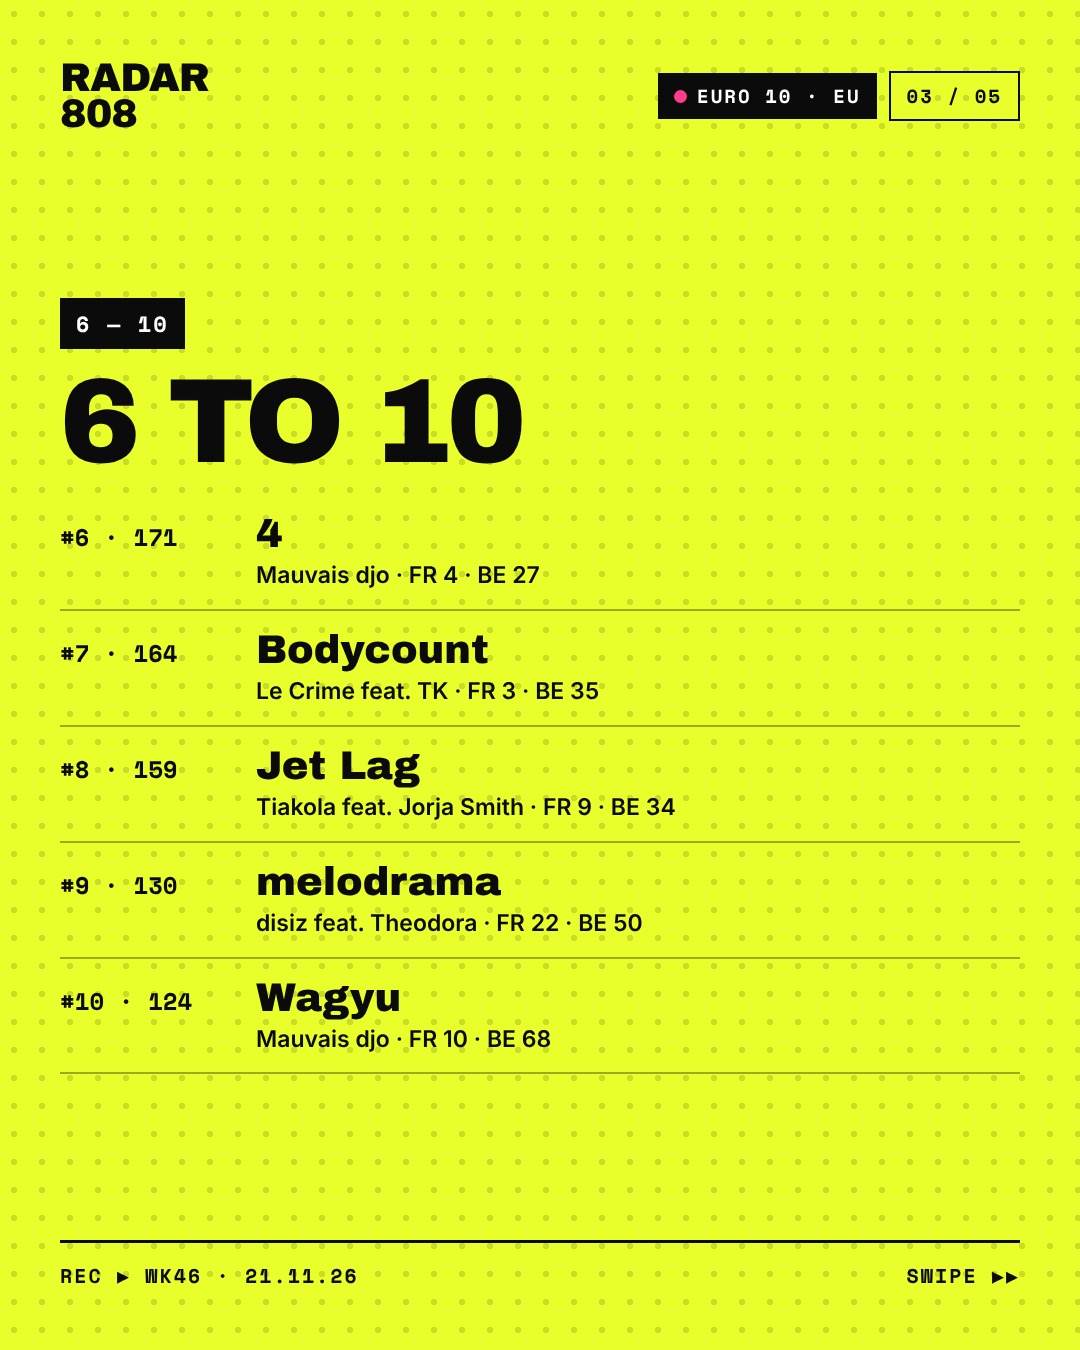 RADAR
808
EURO 10 · EU
03 / 05
6 — 10
6 TO 10
#6 · 171
4
Mauvais djo · FR 4 · BE 27
#7 · 164
Bodycount
Le Crime feat. TK · FR 3 · BE 35
#8 · 159
Jet Lag
Tiakola feat. Jorja Smith · FR 9 · BE 34
#9 · 130
melodrama
disiz feat. Theodora · FR 22 · BE 50
#10 · 124
Wagyu
Mauvais djo · FR 10 · BE 68
REC ▶ WK46 · 21.11.26
SWIPE ▶▶